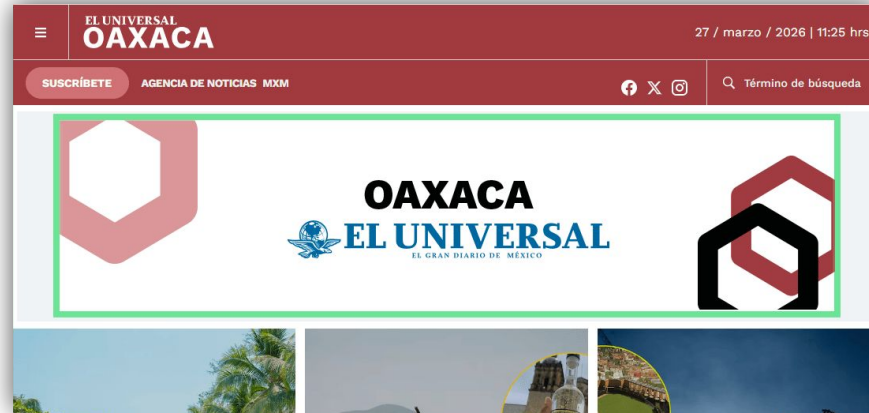 EL UNIVERSAL
OAXACA
27 / marzo / 2026 | 11:25 hrs
SUSCRÍBETE AGENCIA DE NOTICIAS MXM
Término de búsqueda
OAXACA
EL UNIVERSAL
EL GRAN DIARIO DE MÉXICO